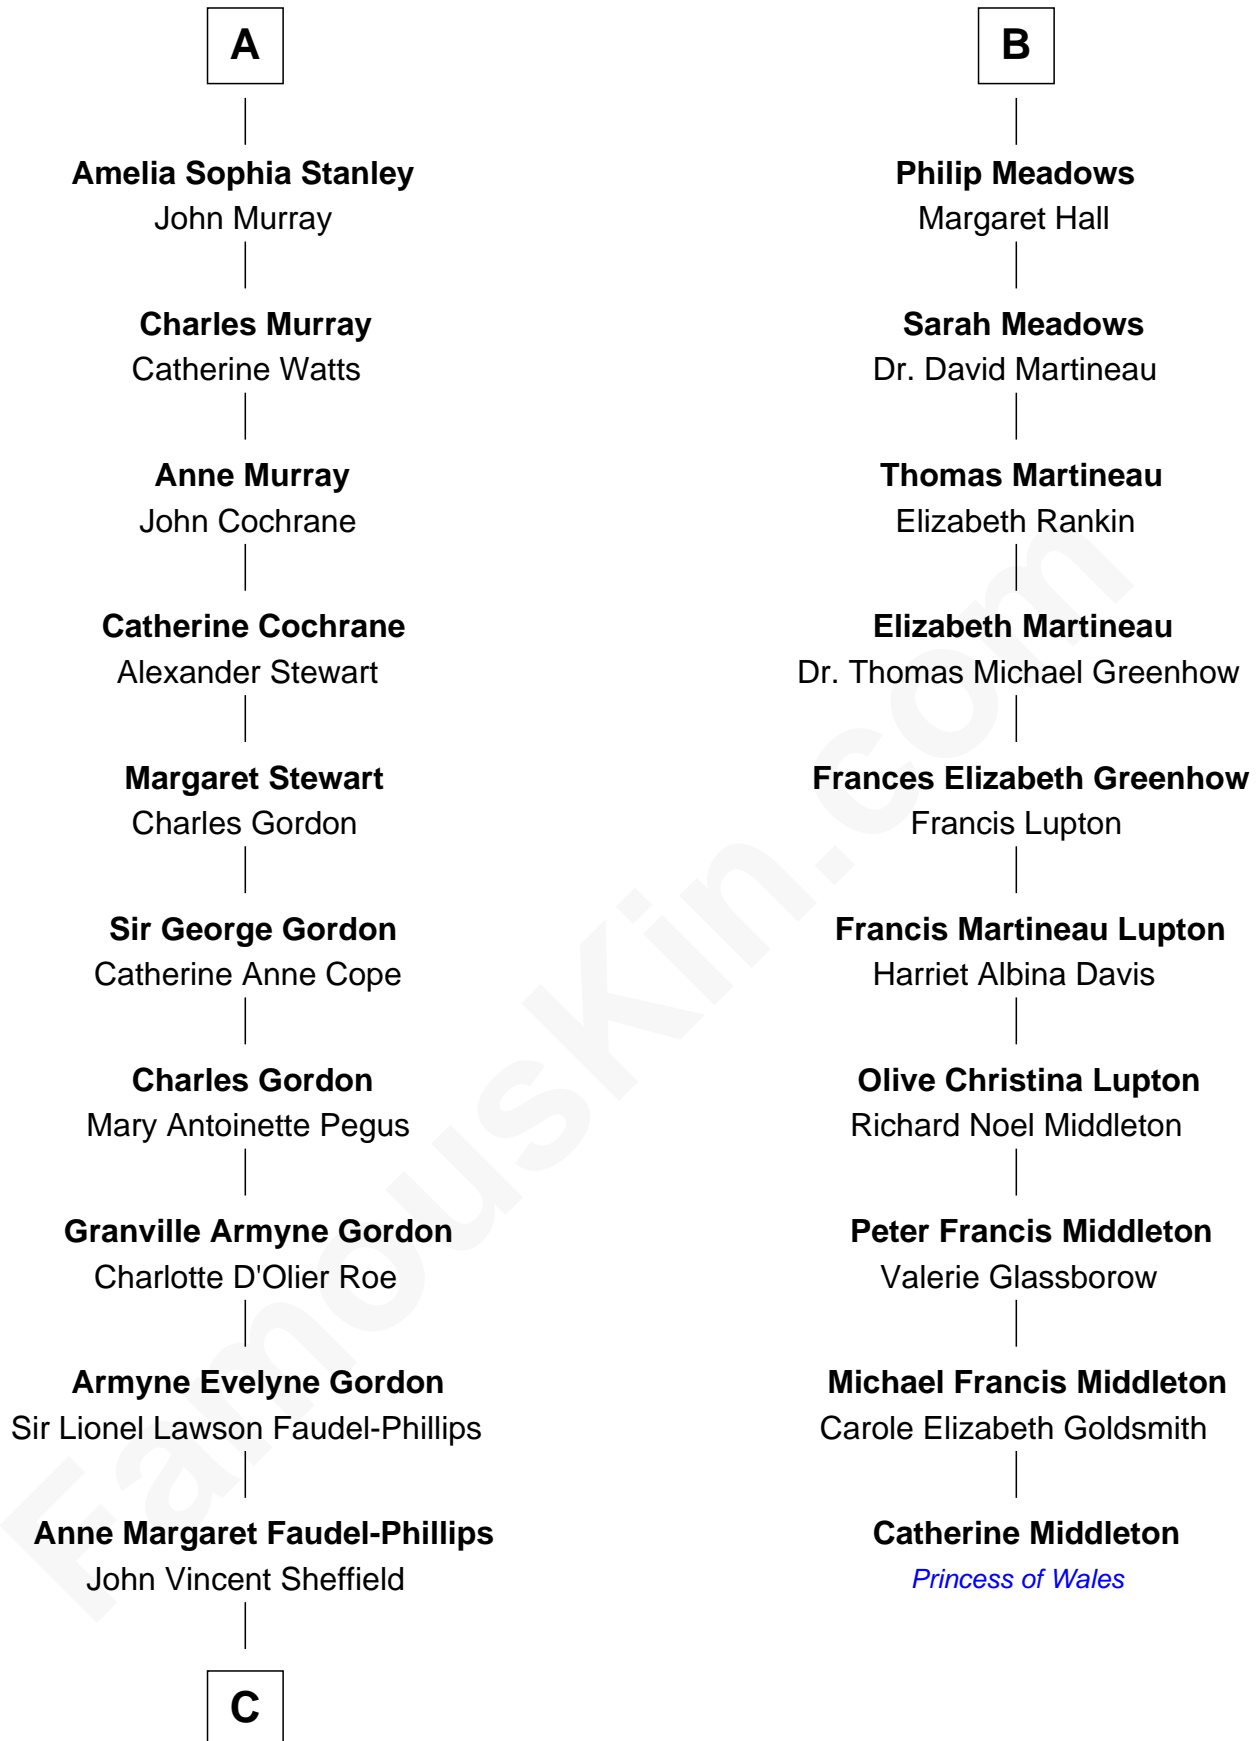 A
Amelia Sophia Stanley
John Murray
Charles Murray
Catherine Watts
Anne Murray
John Cochrane
Catherine Cochrane
Alexander Stewart
Margaret Stewart
Charles Gordon
Sir George Gordon
Catherine Anne Cope
Charles Gordon
Mary Antoinette Pegus
Granville Armyne Gordon
Charlotte D'Olier Roe
Armyne Evelyne Gordon
Sir Lionel Lawson Faudel-Phillips
Anne Margaret Faudel-Phillips
John Vincent Sheffield
C
B
Philip Meadows
Margaret Hall
Sarah Meadows
Dr. David Martineau
Thomas Martineau
Elizabeth Rankin
Elizabeth Martineau
Dr. Thomas Michael Greenhow
Frances Elizabeth Greenhow
Francis Lupton
Francis Martineau Lupton
Harriet Albina Davis
Olive Christina Lupton
Richard Noel Middleton
Peter Francis Middleton
Valerie Glassborow
Michael Francis Middleton
Carole Elizabeth Goldsmith
Catherine Middleton
Princess of Wales
FamousKin.com